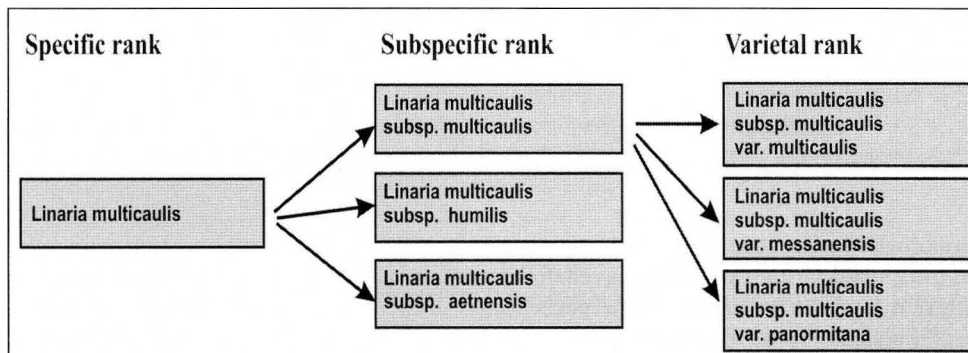 Specific rank
Subspecific rank
Varietal rank
Linaria multicaulis
Linaria multicaulis
subsp. multicaulis
Linaria multicaulis
subsp. humilis
Linaria multicaulis
subsp. aetnensis
Linaria multicaulis
subsp. multicaulis
var. multicaulis
Linaria multicaulis
subsp. multicaulis
var. messanensis
Linaria multicaulis
subsp. multicaulis
var. panormitana